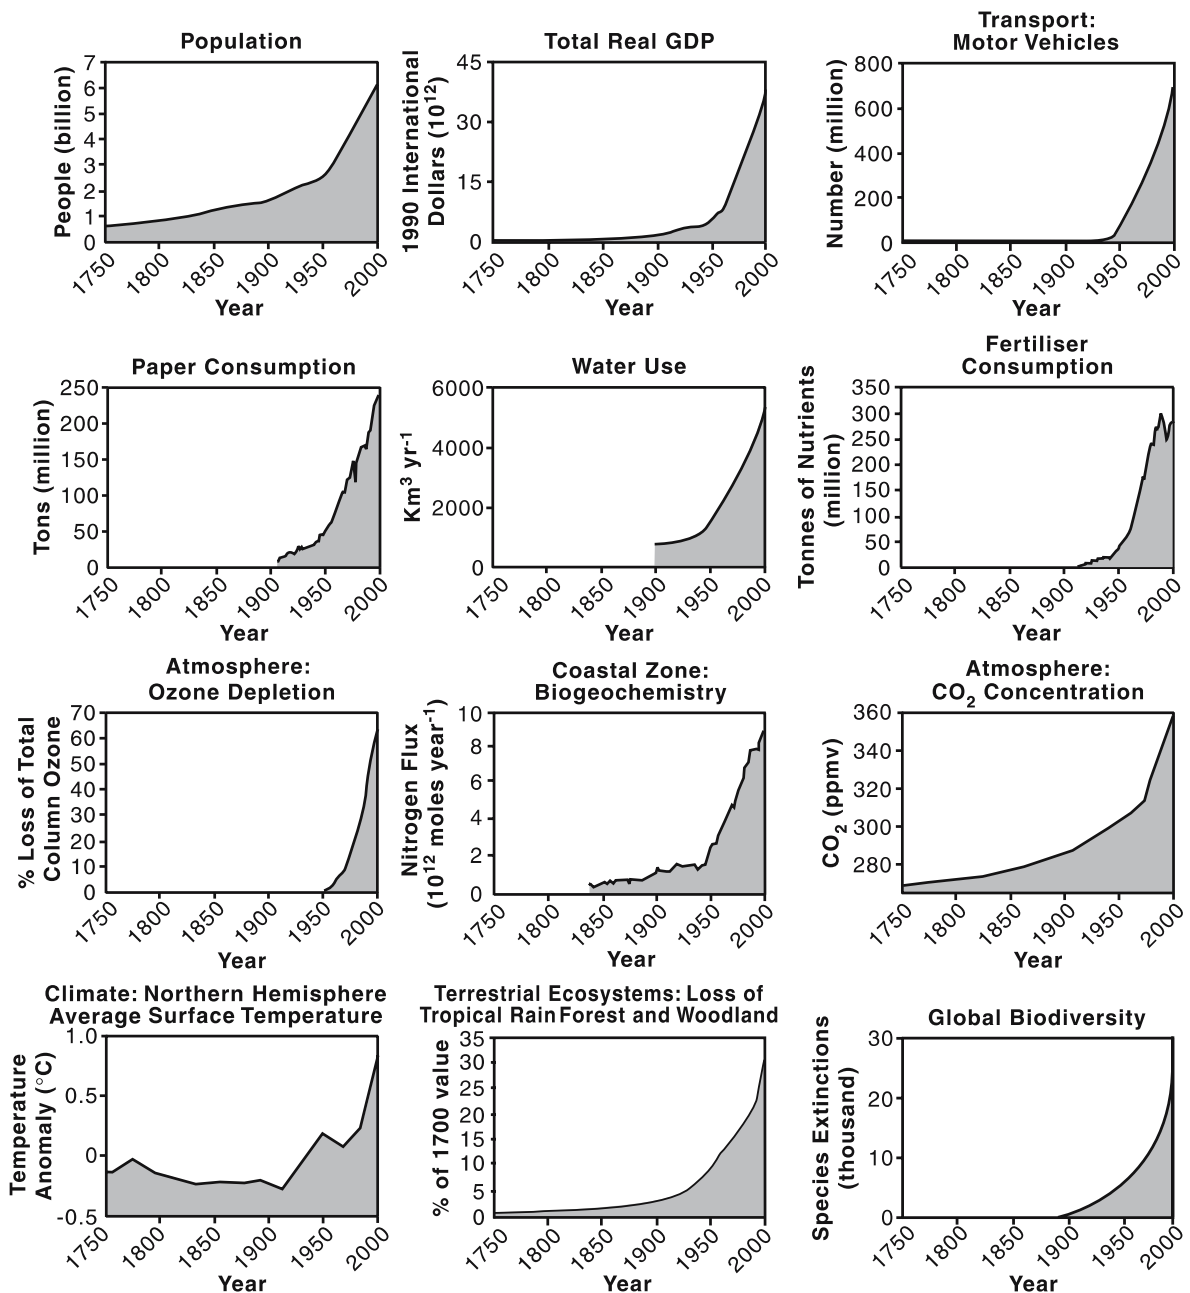 Population
People (billion)
7
6
5
4
3
2
1
0
1750
1800
1850
1900
1950
2000
Year
Total Real GDP
1990 International
Dollars (10¹²)
45
30
15
0
1750
1800
1850
1900
1950
2000
Year
Transport:
Motor Vehicles
Number (million)
800
600
400
200
0
1750
1800
1850
1900
1950
2000
Year
Paper Consumption
Tons (million)
250
200
150
100
50
0
1750
1800
1850
1900
1950
2000
Year
Water Use
Km³ yr⁻¹
6000
4000
2000
0
1750
1800
1850
1900
1950
2000
Year
Fertiliser
Consumption
Tonnes of Nutrients
(million)
350
300
250
200
150
100
50
0
1750
1800
1850
1900
1950
2000
Year
Atmosphere:
Ozone Depletion
% Loss of Total
Column Ozone
70
60
50
40
30
20
10
0
1750
1800
1850
1900
1950
2000
Year
Coastal Zone:
Biogeochemistry
Nitrogen Flux
(10¹² moles year⁻¹)
10
8
6
4
2
0
1750
1800
1850
1900
1950
2000
Year
Atmosphere:
CO₂ Concentration
CO₂ (ppmv)
360
340
320
300
280
1750
1800
1850
1900
1950
2000
Year
Climate: Northern Hemisphere
Average Surface Temperature
Temperature
Anomaly (°C)
1.0
0.5
0
-0.5
1750
1800
1850
1900
1950
2000
Year
Terrestrial Ecosystems: Loss of
Tropical Rain Forest and Woodland
% of 1700 value
35
30
25
20
15
10
5
0
1750
1800
1850
1900
1950
2000
Year
Global Biodiversity
Species Extinctions
(thousand)
30
20
10
0
1750
1800
1850
1900
1950
2000
Year